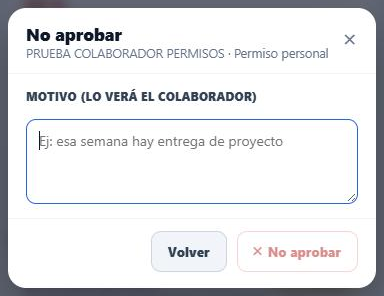 No aprobar
PRUEBA COLABORADOR PERMISOS · Permiso personal
MOTIVO (LO VERÁ EL COLABORADOR)
Ej: esa semana hay entrega de proyecto
Volver
× No aprobar